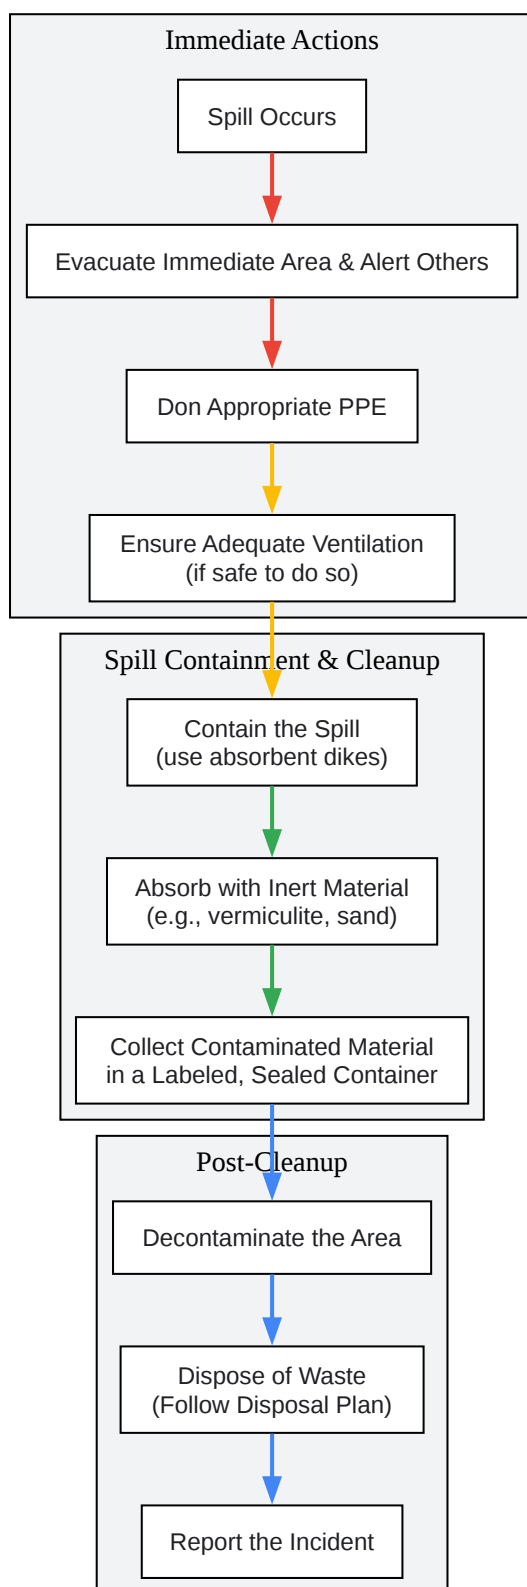 Immediate Actions
Spill Occurs
Evacuate Immediate Area & Alert Others
Don Appropriate PPE
Ensure Adequate Ventilation
(if safe to do so)
Spill Containment & Cleanup
Contain the Spill
(use absorbent dikes)
Absorb with Inert Material
(e.g., vermiculite, sand)
Collect Contaminated Material
in a Labeled, Sealed Container
Post-Cleanup
Decontaminate the Area
Dispose of Waste
(Follow Disposal Plan)
Report the Incident